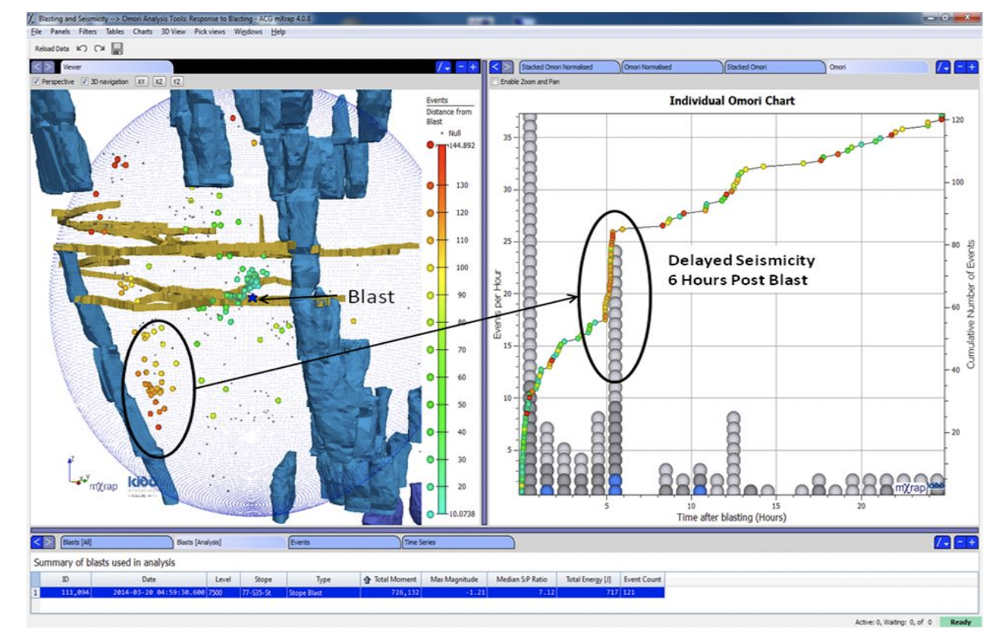 Blasting and Seismicity --> Omori Analysis Tools: Response to Blasting - ACG mXrap 4.0.8
File Panels Filters Tables Charts 3D View Pick views Windows Help
Reload Data
Viewer
Perspective 3D navigation XY XZ YZ
Events
Distance from
Blast
Null
144.892
130
120
110
100
90
80
70
60
50
40
30
20
10.0738
Blast
z
y
x
mXrap
Stacked Omori Normalised Omori Normalised Stacked Omori Omori
Enable Zoom and Pan
Individual Omori Chart
35
30
25
20
15
10
5
Events per Hour
120
100
80
60
40
20
Cumulative Number of Events
Delayed Seismicity
6 Hours Post Blast
mXrap
5 10 15 20
Time after blasting (Hours)
Blasts [All] Blasts [Analysis] Events Time Series
Summary of blasts used in analysis
ID Date Level Stope Type Total Moment Max Magnitude Median S:P Ratio Total Energy [J] Event Count
1 111,094 2014-03-20 04:59:30.600 7500 77-S35-St Stope Blast 726,132 -1.21 7.12 717 121
Active: 0, Waiting: 0, of 0 Ready